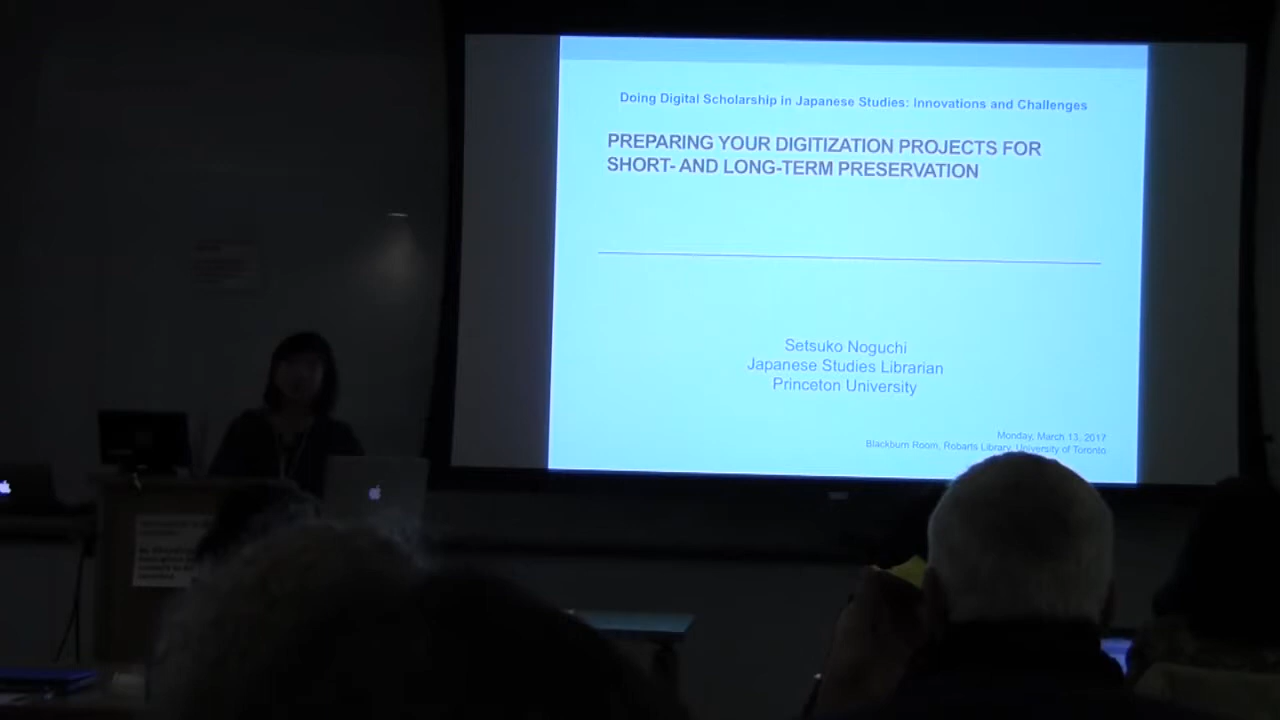 Doing Digital Scholarship in Japanese Studies: Innovations and Challenges
PREPARING YOUR DIGITIZATION PROJECTS FOR
SHORT- AND LONG-TERM PRESERVATION
Setsuko Noguchi
Japanese Studies Librarian
Princeton University
Monday, March 13, 2017
Blackburn Room, Robarts Library, University of Toronto